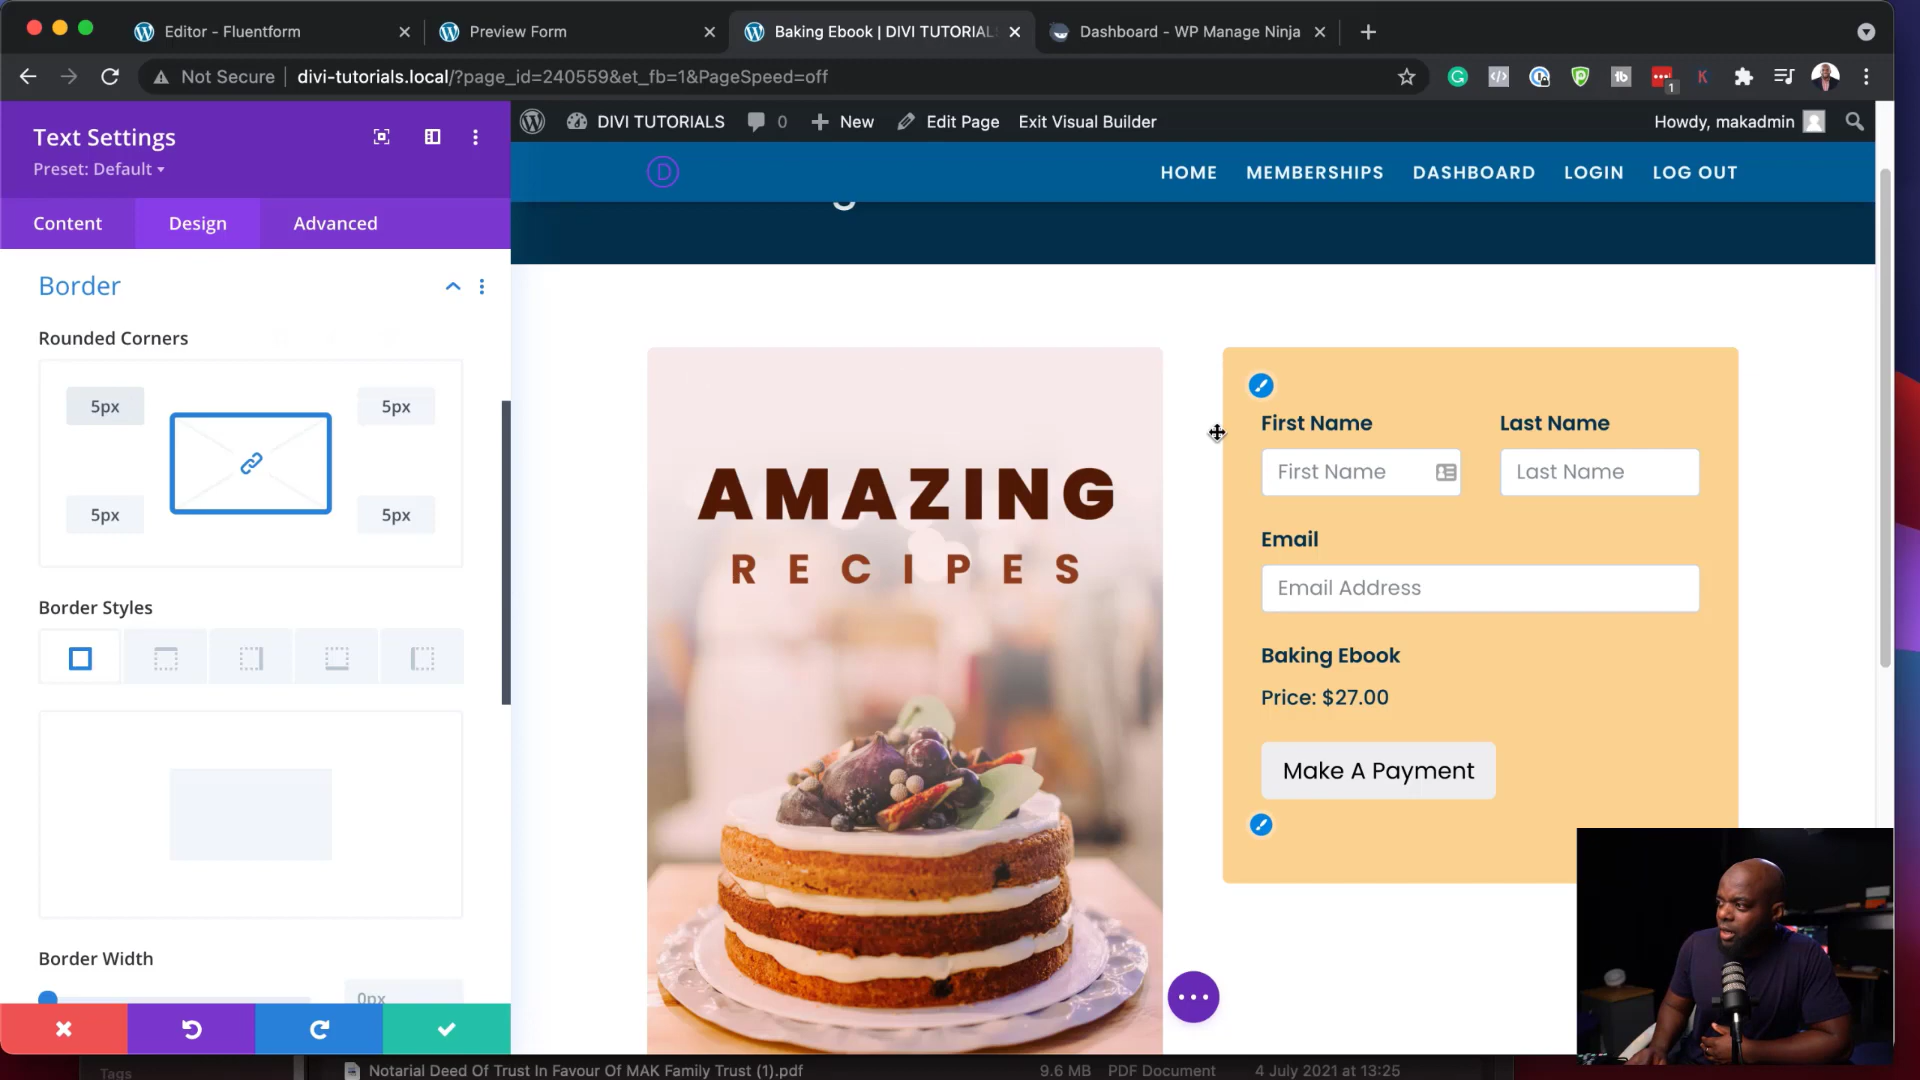 Editor - Fluentform
Preview Form
Baking Ebook | DIVI TUTORIALS
Dashboard - WP Manage Ninja
Not Secure
divi-tutorials.local/?page_id=240559&et_fb=1&PageSpeed=off
1
Text Settings
Preset: Default
Content
Design
Advanced
DIVI TUTORIALS
0
New
Edit Page
Exit Visual Builder
Howdy, makadmin
D
HOME
MEMBERSHIPS
DASHBOARD
LOGIN
LOG OUT
Border
Rounded Corners
5px
5px
5px
5px
Border Styles
Border Width
0px
AMAZING
RECIPES
First Name
Last Name
First Name
Last Name
Email
Email Address
Baking Ebook
Price: $27.00
Make A Payment
Tags
Notarial Deed Of Trust In Favour Of MAK Family Trust (1).pdf
9.6 MB
PDF Document
4 July 2021 at 13:25